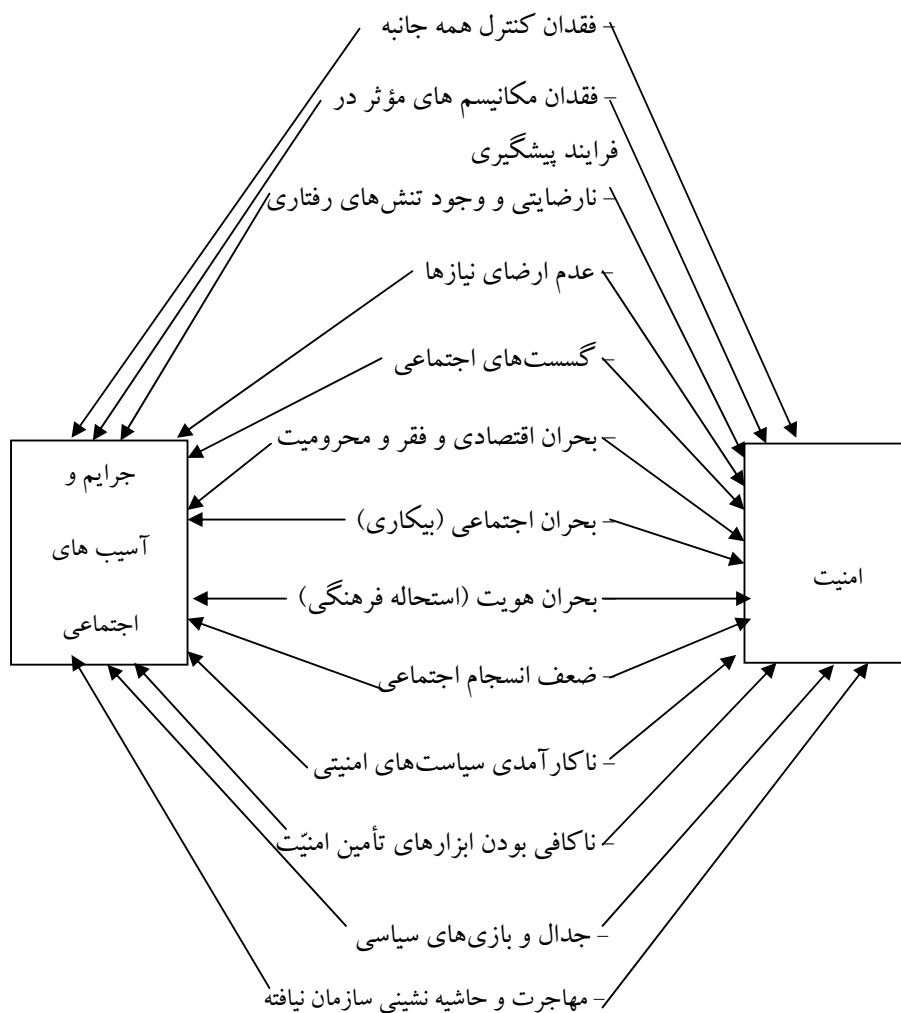 – فقدان کنترل همه جانبه
– فقدان مکانیسم های مؤثر در
فرایند پیشگیری
– نارضایتی و وجود تنش‌های رفتاری
– عدم ارضای نیازها
– گسست‌های اجتماعی
– بحران اقتصادی و فقر و محرومیت
– بحران اجتماعی (بیکاری)
– بحران هویت (استحاله فرهنگی)
– ضعف انسجام اجتماعی
– ناکارآمدی سیاست‌های امنیتی
– ناکافی بودن ابزارهای تأمین امنیّت
– جدال و بازی‌های سیاسی
– مهاجرت و حاشیه نشینی سازمان نیافته
امنیت
جرایم و
آسیب های
اجتماعی